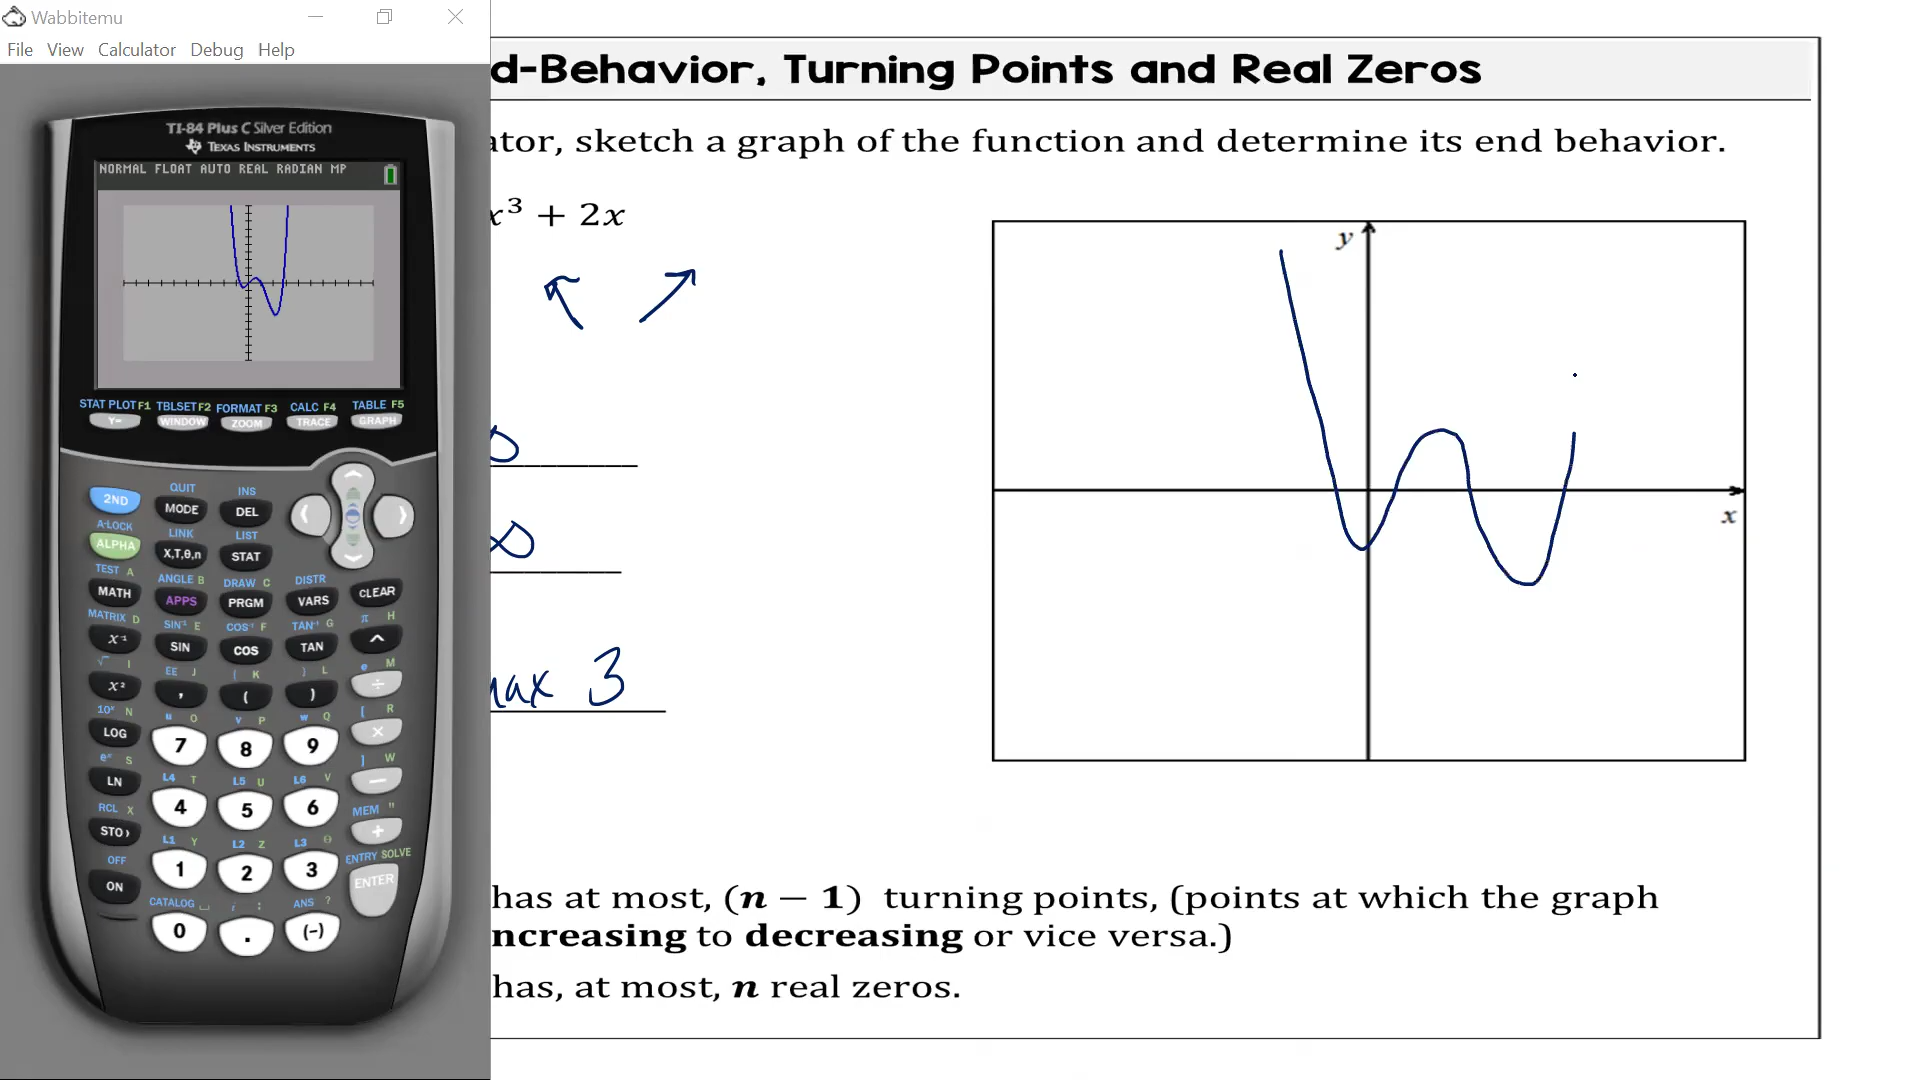 Wabbitemu
File View Calculator Debug Help
d-Behavior, Turning Points and Real Zeros
ator, sketch a graph of the function and determine its end behavior.
x³ + 2x
y
x
∞
∞
max 3
has at most, (n − 1) turning points, (points at which the graph
ncreasing to decreasing or vice versa.)
has, at most, n real zeros.
TI-84 Plus C Silver Edition
TEXAS INSTRUMENTS
NORMAL FLOAT AUTO REAL RADIAN MP
STAT PLOT F1 TBLSET F2 FORMAT F3 CALC F4 TABLE F5
Y= WINDOW ZOOM TRACE GRAPH
QUIT INS
2ND MODE DEL
A-LOCK LINK LIST
ALPHA X,T,θ,n STAT
TEST A ANGLE B DRAW C DISTR
MATH APPS PRGM VARS CLEAR
MATRIX D SIN⁻¹ E COS⁻¹ F TAN⁻¹ G π H
x⁻¹ SIN COS TAN ^
√ I EE J { K } L e M
x² , ( ) ÷
10ˣ N u O v P w Q [ R
LOG 7 8 9 ×
eˣ S L4 T L5 U L6 V ] W
LN 4 5 6 −
RCL X L1 Y L2 Z L3 θ MEM "
STO› 1 2 3 +
OFF CATALOG i : ANS ? ENTRY SOLVE
ON 0 . (-) ENTER